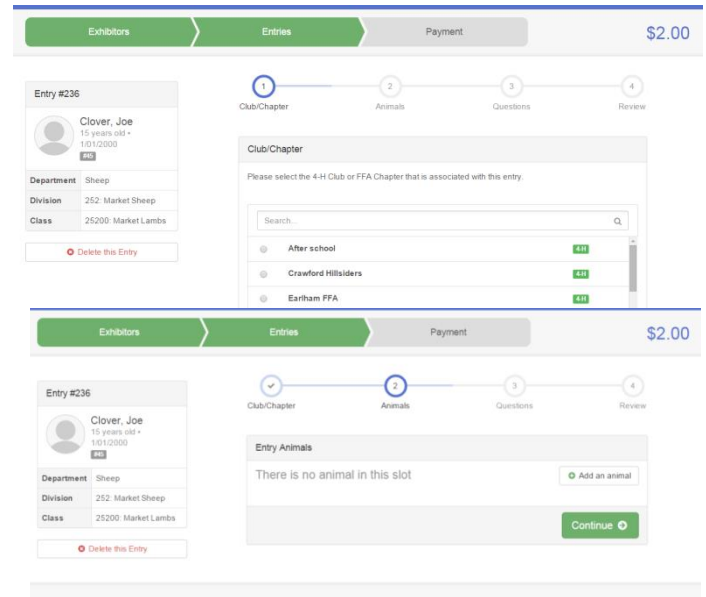 Exhibitors Entries Payment $2.00
Entry #236
Clover, Joe
15 years old •
1/01/2000
#45
Department Sheep
Division 252: Market Sheep
Class 25200: Market Lambs
Delete this Entry
1 2 3 4
Club/Chapter Animals Questions Review
Club/Chapter
Please select the 4-H Club or FFA Chapter that is associated with this entry.
Search...
After school 4-H
Crawford Hillsiders 4-H
Earlham FFA 4-H
Exhibitors Entries Payment $2.00
Entry #236
Clover, Joe
15 years old •
1/01/2000
#45
Department Sheep
Division 252: Market Sheep
Class 25200: Market Lambs
Delete this Entry
2 3 4
Club/Chapter Animals Questions Review
Entry Animals
There is no animal in this slot Add an animal
Continue